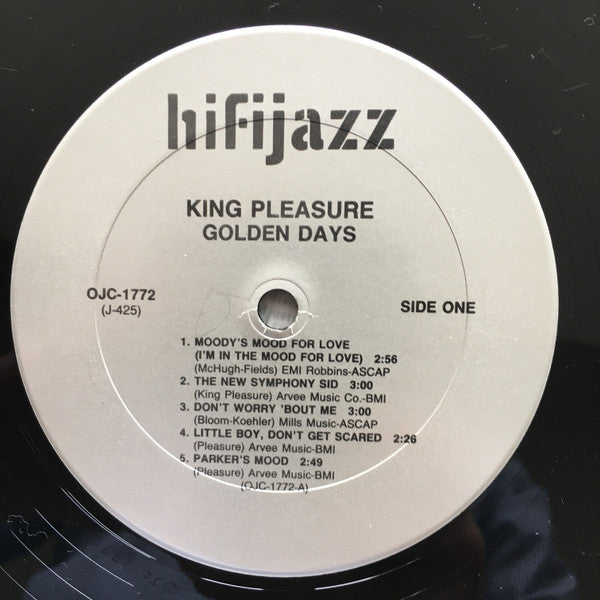 hifijazz
KING PLEASURE
GOLDEN DAYS
OJC-1772
(J-425)
SIDE ONE
1. MOODY'S MOOD FOR LOVE
(I'M IN THE MOOD FOR LOVE) 2:56
(McHugh-Fields) EMI Robbins-ASCAP
2. THE NEW SYMPHONY SID 3:00
(King Pleasure) Arvee Music Co.-BMI
3. DON'T WORRY 'BOUT ME 3:00
(Bloom-Koehler) Mills Music-ASCAP
4. LITTLE BOY, DON'T GET SCARED 2:26
(Pleasure) Arvee Music-BMI
5. PARKER'S MOOD 2:49
(Pleasure) Arvee Music-BMI
(OJC-1772-A)